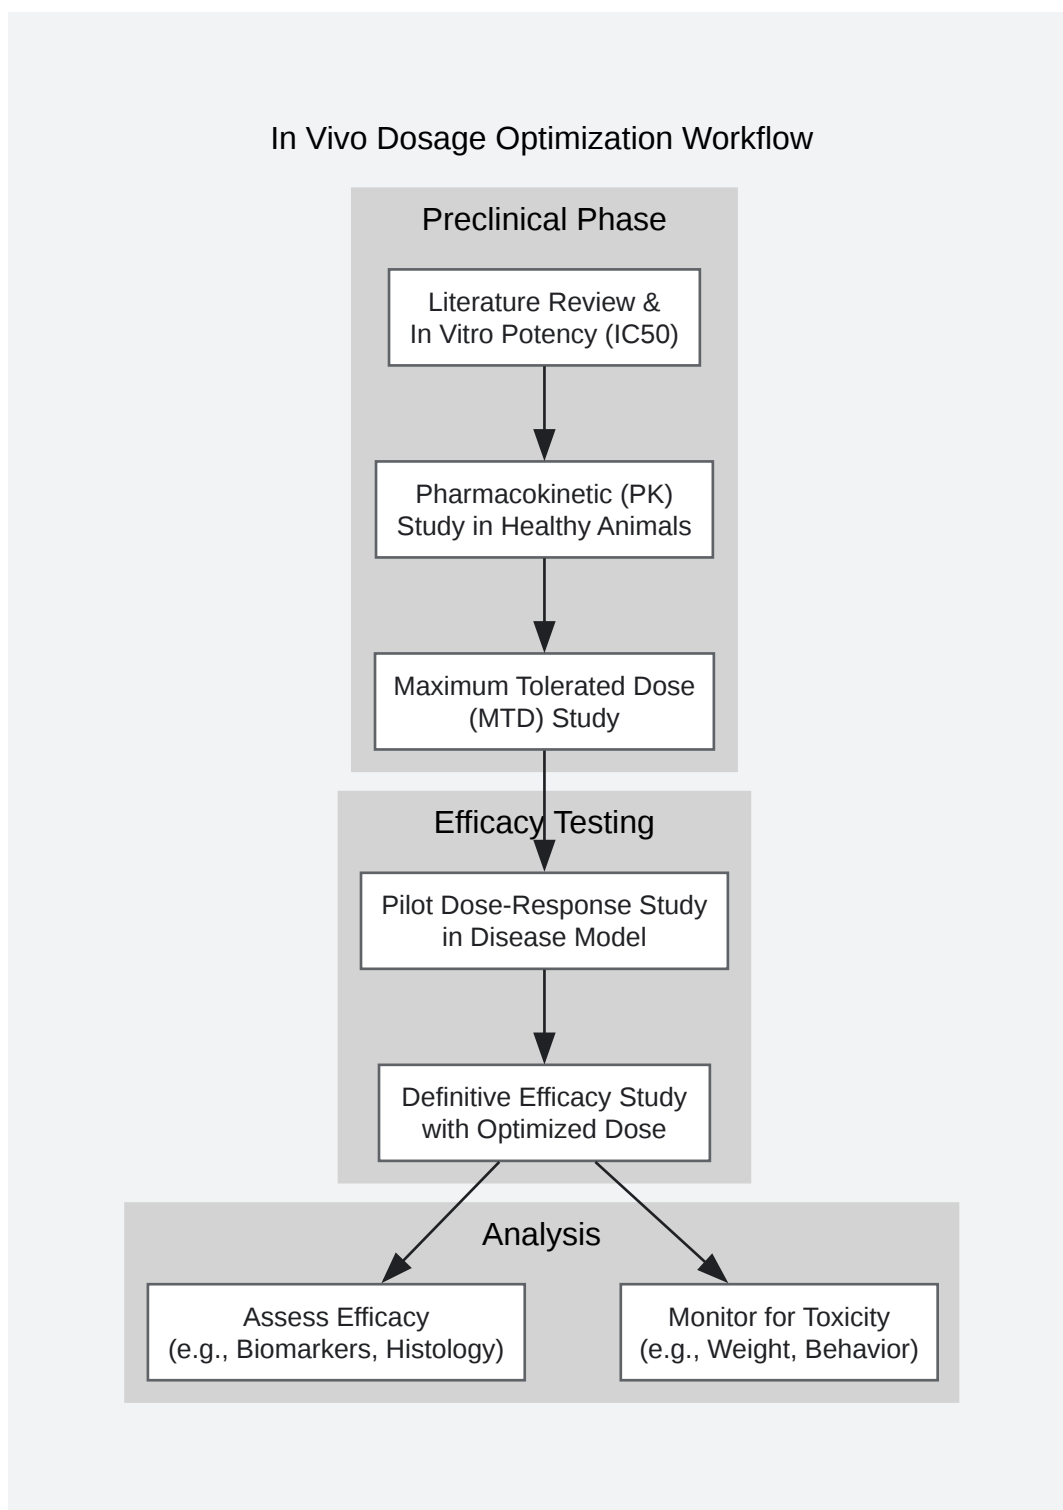 In Vivo Dosage Optimization Workflow
Preclinical Phase
Literature Review &
In Vitro Potency (IC50)
Pharmacokinetic (PK)
Study in Healthy Animals
Maximum Tolerated Dose
(MTD) Study
Efficacy Testing
Pilot Dose-Response Study
in Disease Model
Definitive Efficacy Study
with Optimized Dose
Analysis
Assess Efficacy
(e.g., Biomarkers, Histology)
Monitor for Toxicity
(e.g., Weight, Behavior)